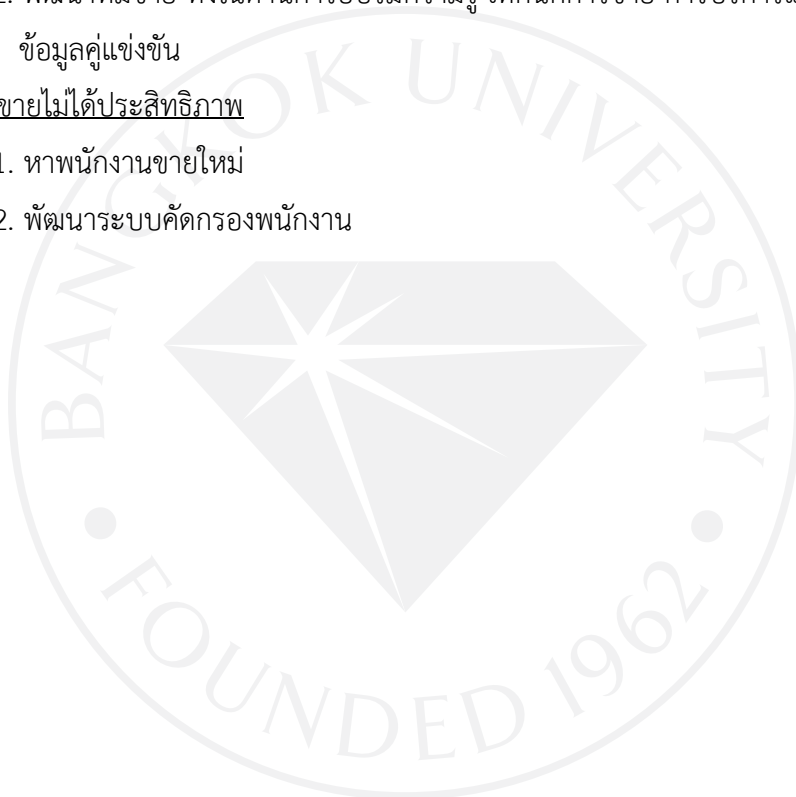 ข้อมูลคู่แข่งขัน
ขายไม่ได้ประสิทธิภาพ
1. หาพนักงานขายใหม่
2. พัฒนาระบบคัดกรองพนักงาน
BANGKOK UNIVERSITY
FOUNDED 1962